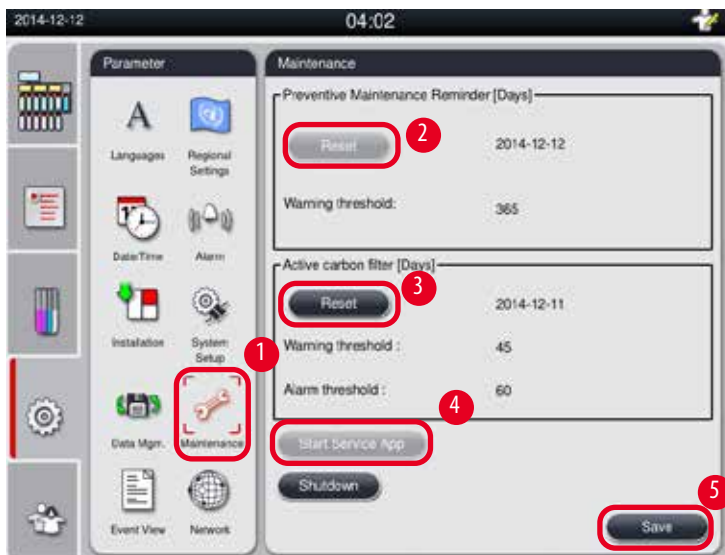 2014-12-12
04:02
Parameter
Languages
Regional Settings
Date/Time
Alarm
Installation
System Setup
1
Data Mgm.
Maintenance
Event View
Network
Maintenance
Preventive Maintenance Reminder [Days]
Reset
2
2014-12-12
Warning threshold:
365
Active carbon filter [Days]
Reset
3
2014-12-11
Warning threshold :
45
Alarm threshold :
60
4
Start Service App
Shutdown
5
Save